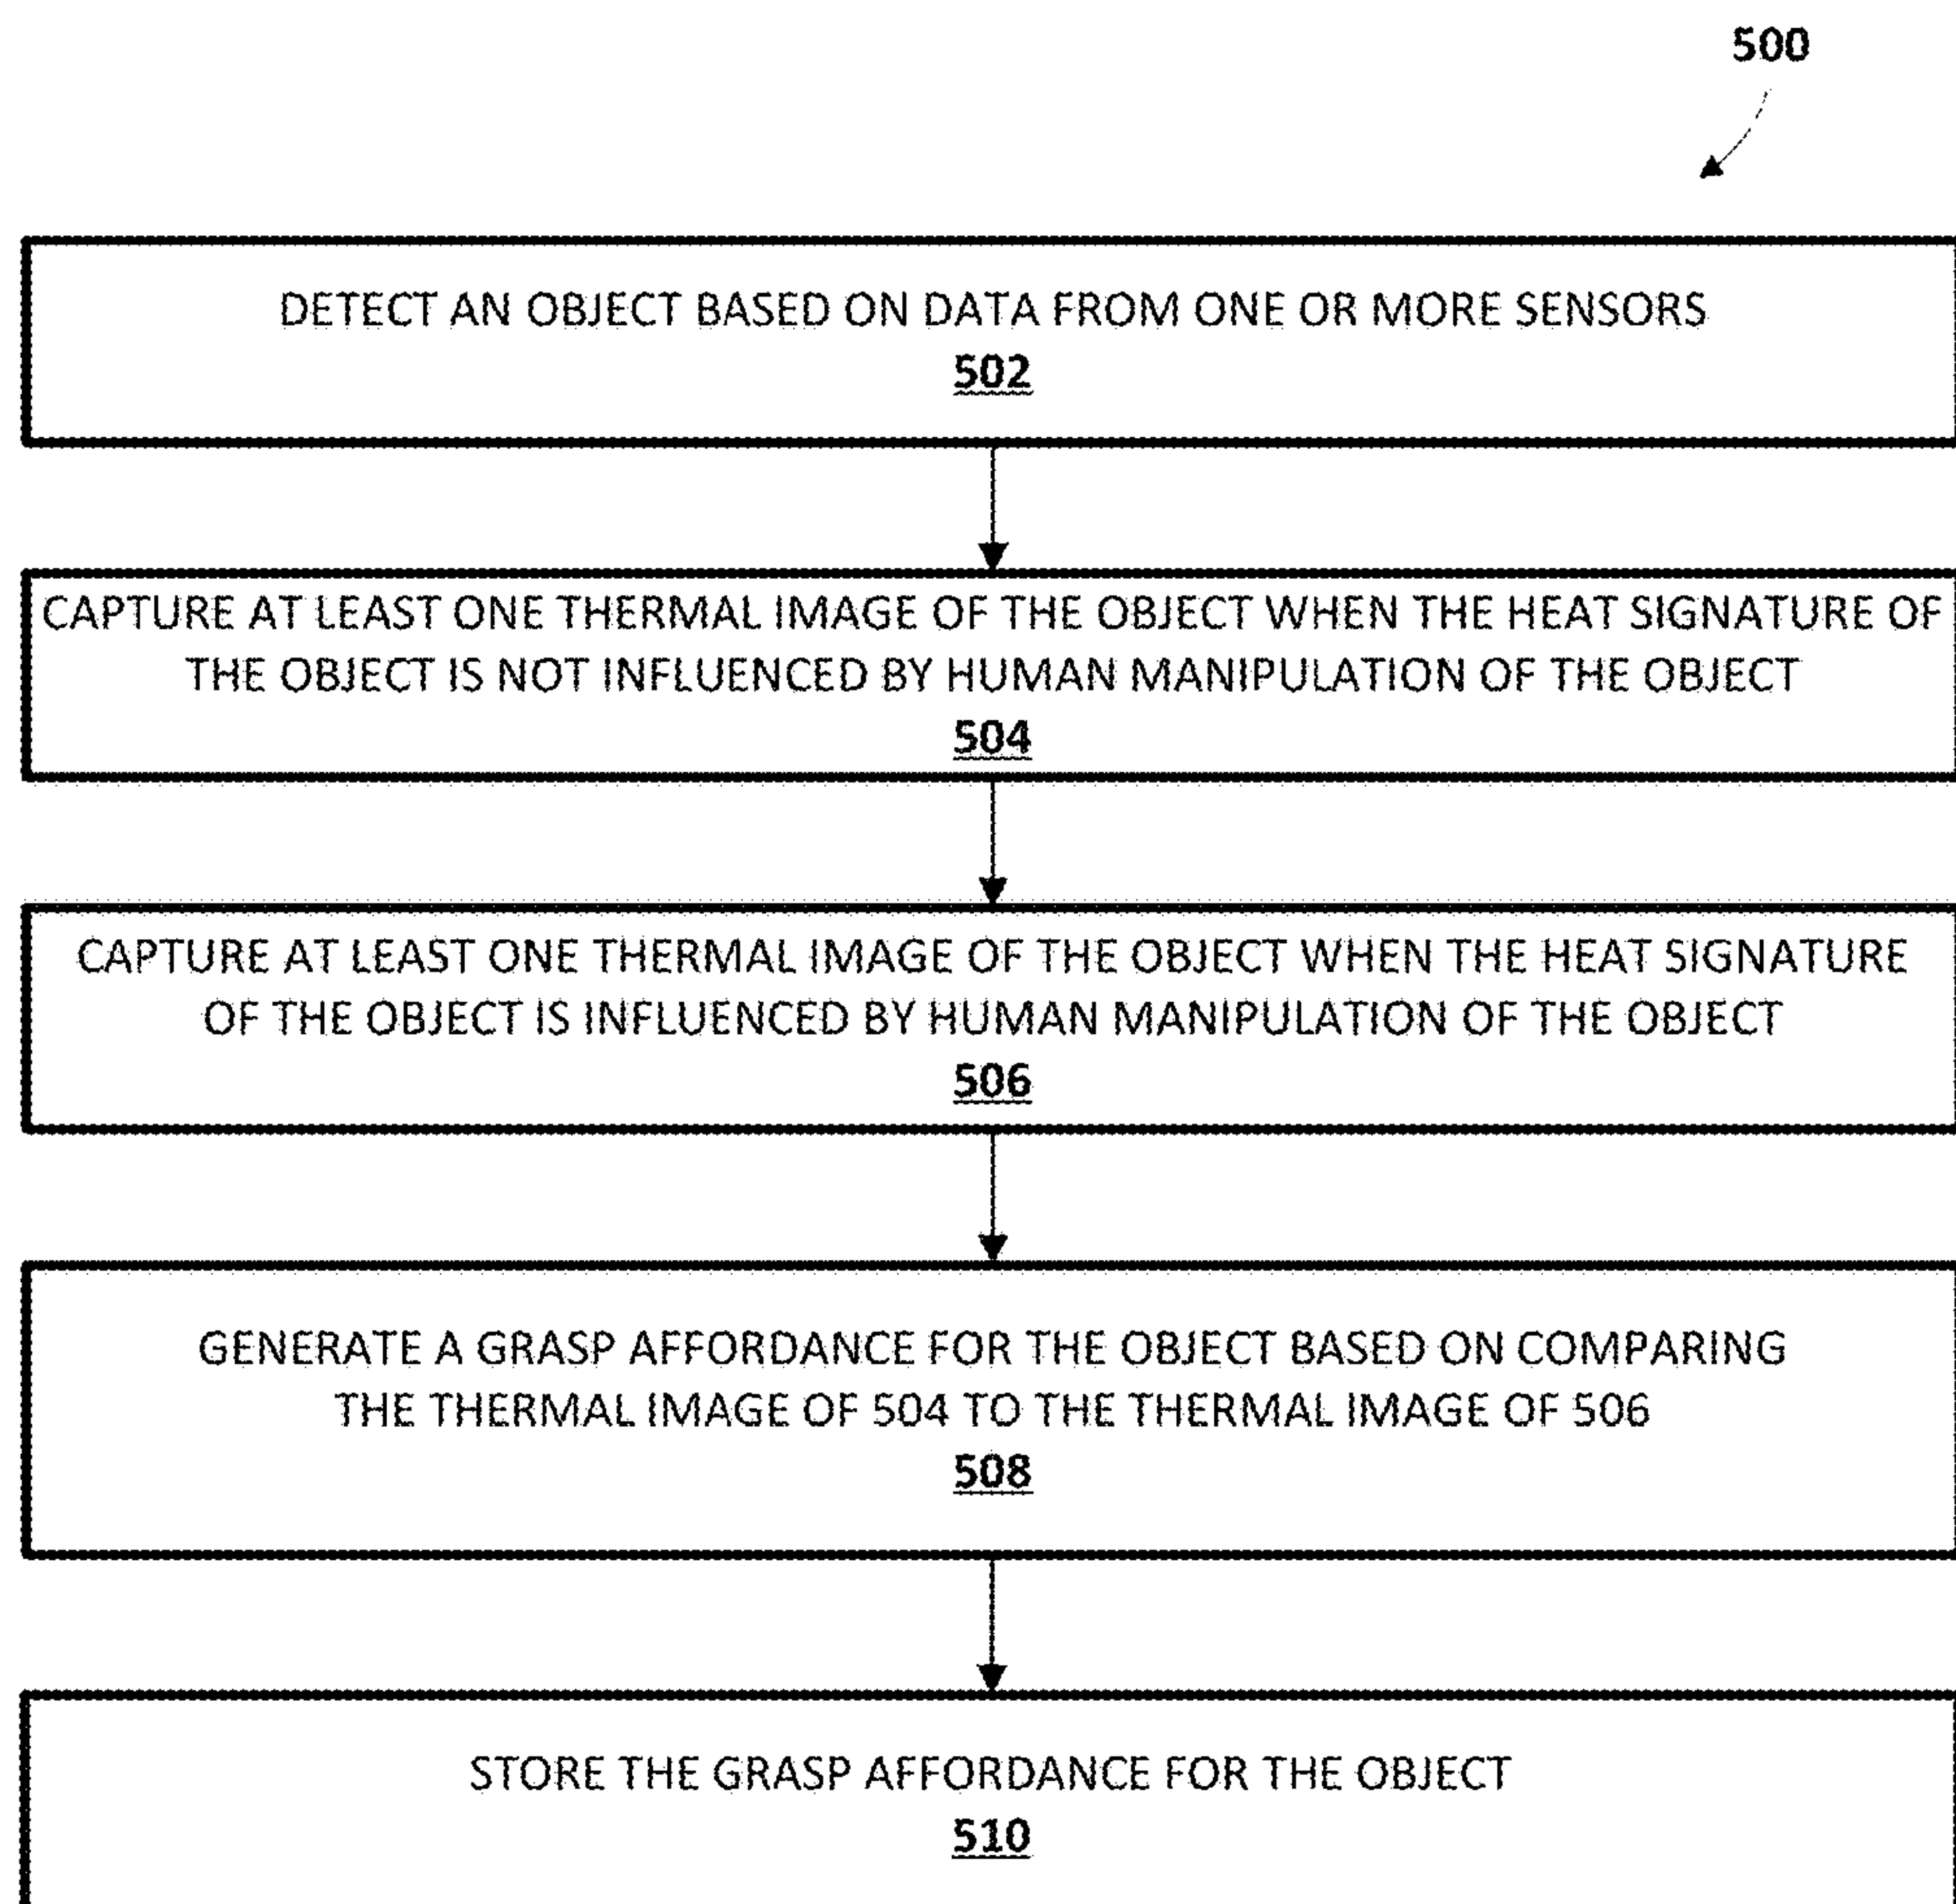 500
DETECT AN OBJECT BASED ON DATA FROM ONE OR MORE SENSORS
502
CAPTURE AT LEAST ONE THERMAL IMAGE OF THE OBJECT WHEN THE HEAT SIGNATURE OF
THE OBJECT IS NOT INFLUENCED BY HUMAN MANIPULATION OF THE OBJECT
504
CAPTURE AT LEAST ONE THERMAL IMAGE OF THE OBJECT WHEN THE HEAT SIGNATURE
OF THE OBJECT IS INFLUENCED BY HUMAN MANIPULATION OF THE OBJECT
506
GENERATE A GRASP AFFORDANCE FOR THE OBJECT BASED ON COMPARING
THE THERMAL IMAGE OF 504 TO THE THERMAL IMAGE OF 506
508
STORE THE GRASP AFFORDANCE FOR THE OBJECT
510